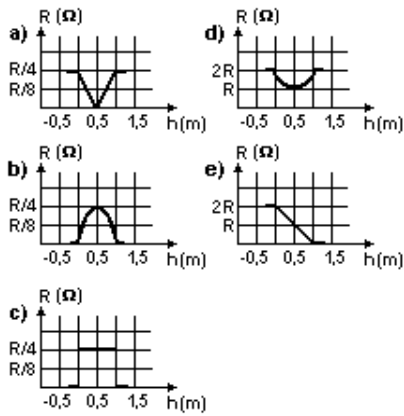 a) R (Ω)
R/4
R/8
-0,5 0,5 1,5 h(m)
b) R (Ω)
R/4
R/8
-0,5 0,5 1,5 h(m)
c) R (Ω)
R/4
R/8
-0,5 0,5 1,5 h(m)
d) R (Ω)
2R
R
-0,5 0,5 1,5 h(m)
e) R (Ω)
2R
R
-0,5 0,5 1,5 h(m)